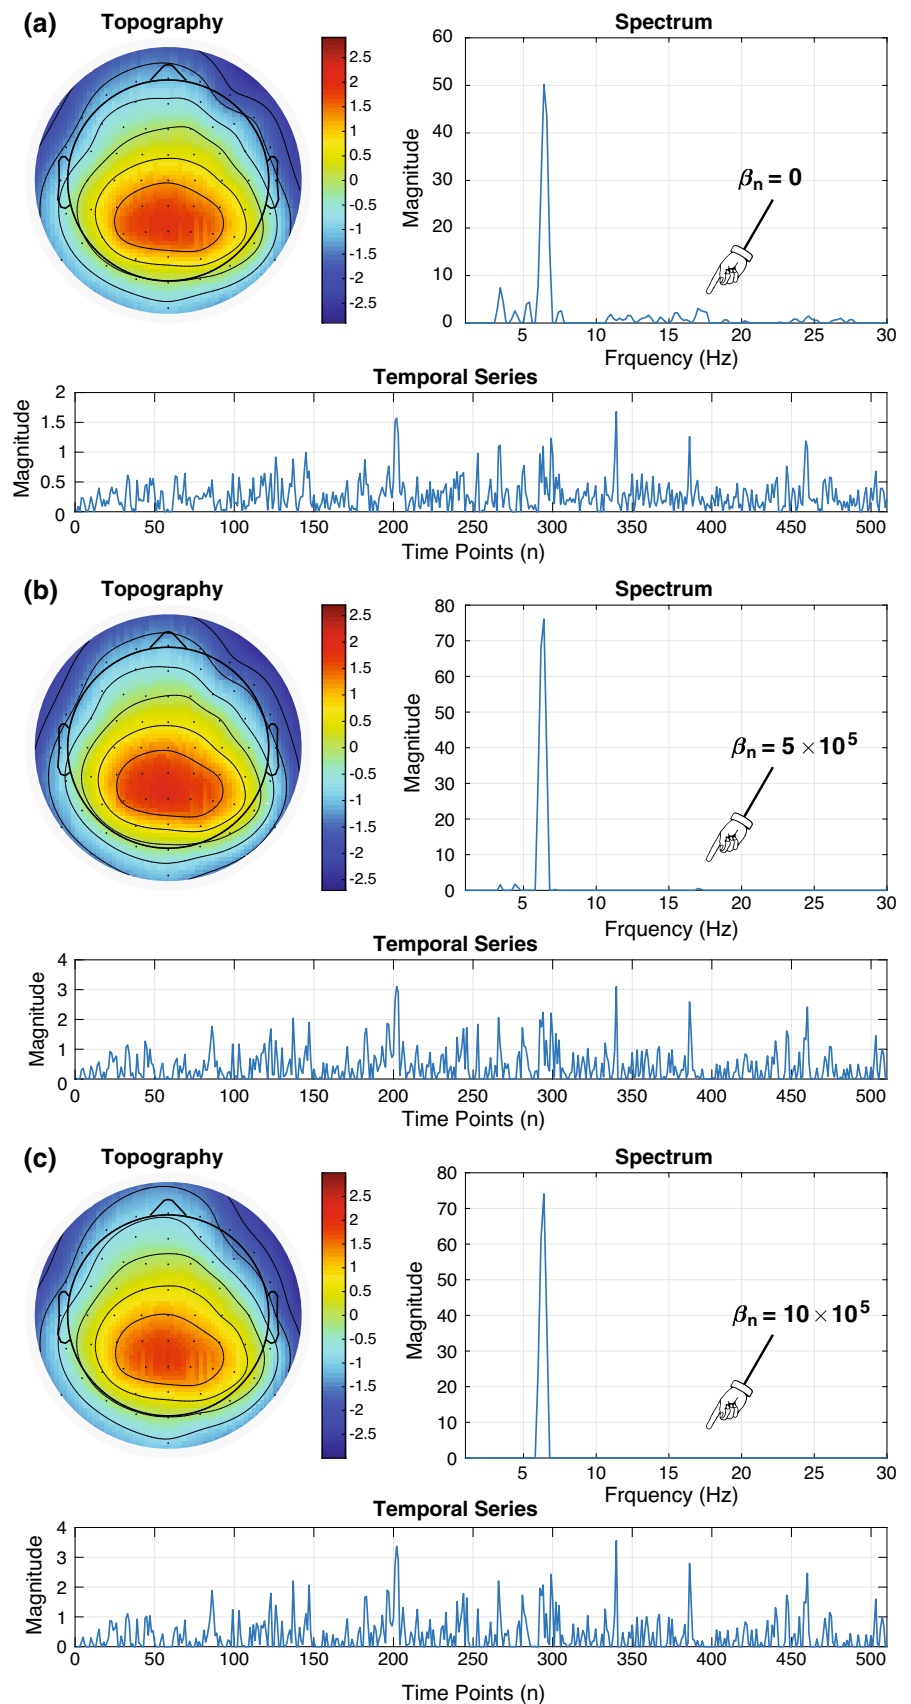 (a) Topography Spectrum
2.5
2
1.5
1
0.5
0
-0.5
-1
-1.5
-2
-2.5
Magnitude
60
50
40
30
20
10
0
βn = 0
5 10 15 20 25 30
Frquency (Hz)
Temporal Series
Magnitude
2
1.5
1
0.5
0
0 50 100 150 200 250 300 350 400 450 500
Time Points (n)
(b) Topography Spectrum
2.5
2
1.5
1
0.5
0
-0.5
-1
-1.5
-2
-2.5
Magnitude
80
70
60
50
40
30
20
10
0
βn = 5 × 10^5
5 10 15 20 25 30
Frquency (Hz)
Temporal Series
Magnitude
4
3
2
1
0
0 50 100 150 200 250 300 350 400 450 500
Time Points (n)
(c) Topography Spectrum
2.5
2
1.5
1
0.5
0
-0.5
-1
-1.5
-2
-2.5
Magnitude
80
70
60
50
40
30
20
10
0
βn = 10 × 10^5
5 10 15 20 25 30
Frquency (Hz)
Temporal Series
Magnitude
4
3
2
1
0
0 50 100 150 200 250 300 350 400 450 500
Time Points (n)